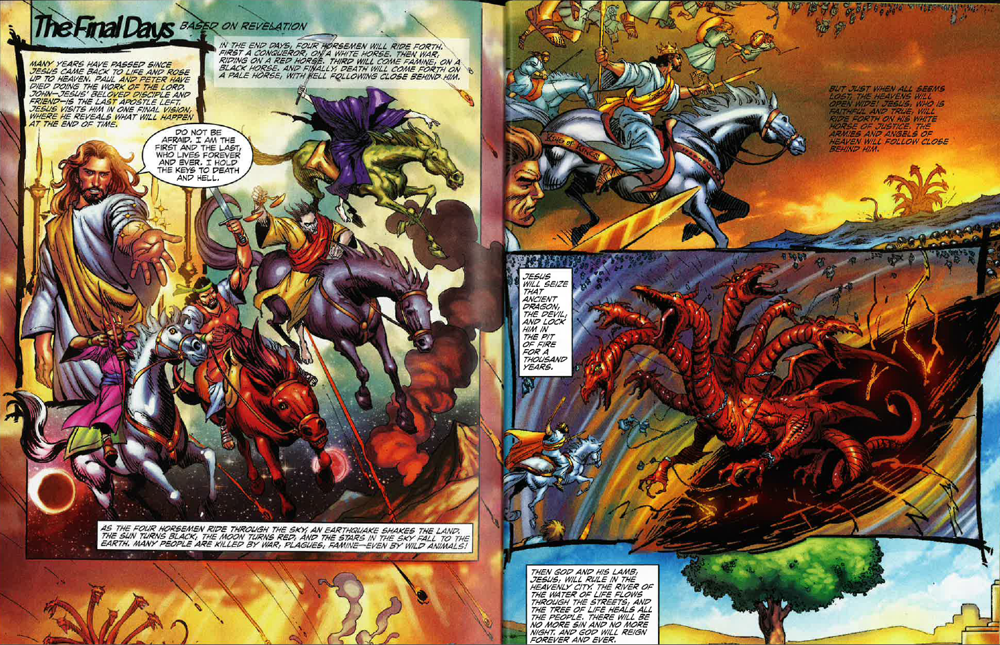 The Final Days BASED ON REVELATION
MANY YEARS HAVE PASSED SINCE
JESUS CAME BACK TO LIFE AND ROSE
UP TO HEAVEN. PAUL AND PETER HAVE
DIED DOING THE WORK OF THE LORD.
JOHN—JESUS' BELOVED DISCIPLE AND
FRIEND—IS THE LAST APOSTLE LEFT.
JESUS VISITS HIM IN ONE FINAL VISION,
WHERE HE REVEALS WHAT WILL HAPPEN
AT THE END OF TIME.
IN THE END DAYS, FOUR HORSEMEN WILL RIDE FORTH.
FIRST A CONQUEROR, ON A WHITE HORSE. THEN WAR,
RIDING ON A RED HORSE. THIRD WILL COME FAMINE, ON A
BLACK HORSE. AND FINALLY, DEATH WILL COME FORTH ON
A PALE HORSE, WITH HELL FOLLOWING CLOSE BEHIND HIM.
DO NOT BE
AFRAID. I AM THE
FIRST AND THE LAST,
WHO LIVES FOREVER
AND EVER. I HOLD
THE KEYS TO DEATH
AND HELL.
AS THE FOUR HORSEMEN RIDE THROUGH THE SKY, AN EARTHQUAKE SHAKES THE LAND.
THE SUN TURNS BLACK, THE MOON TURNS RED, AND THE STARS IN THE SKY FALL TO THE
EARTH. MANY PEOPLE ARE KILLED BY WAR, PLAGUES, FAMINE—EVEN BY WILD ANIMALS!
BUT JUST WHEN ALL SEEMS
LOST, THE HEAVENS WILL
OPEN WIDE! JESUS, WHO IS
FAITHFUL AND TRUE, WILL
RIDE FORTH ON HIS WHITE
HORSE OF JUSTICE. THE
ARMIES AND ANGELS OF
HEAVEN WILL FOLLOW CLOSE
BEHIND HIM.
KING OF KINGS
JESUS
WILL SEIZE
THAT
ANCIENT
DRAGON,
THE DEVIL,
AND LOCK
HIM IN
THE PIT
OF FIRE
FOR A
THOUSAND
YEARS.
THEN GOD AND HIS LAMB,
JESUS, WILL RULE IN THE
HEAVENLY CITY. THE RIVER OF
THE WATER OF LIFE FLOWS
THROUGH THE STREETS, AND
THE TREE OF LIFE HEALS ALL
THE PEOPLE. THERE WILL BE
NO MORE SIN AND NO MORE
NIGHT. AND GOD WILL REIGN
FOREVER AND EVER.